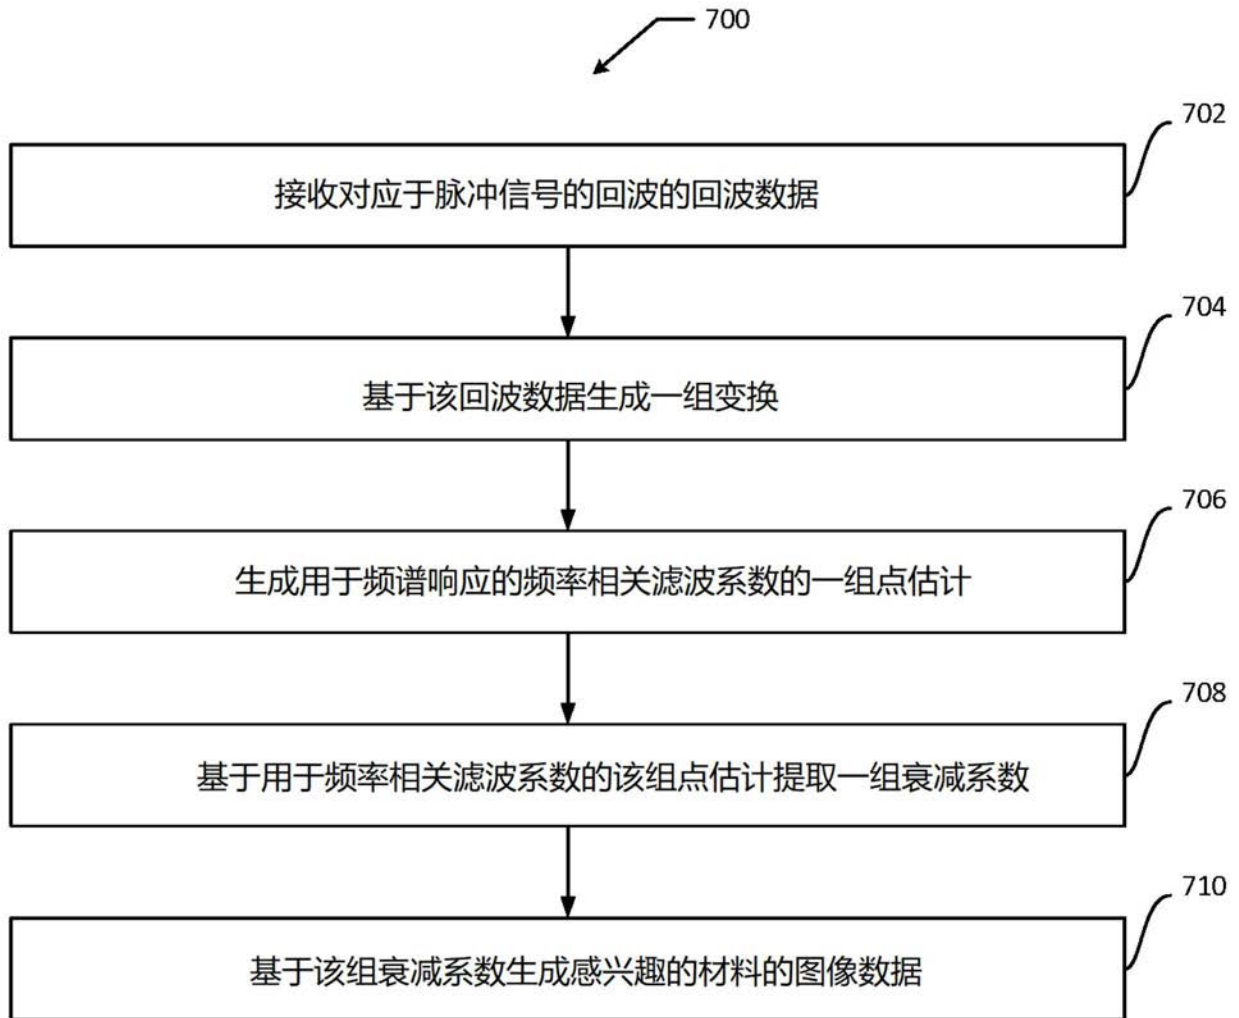 700
702
接收对应于脉冲信号的回波的回波数据
704
基于该回波数据生成一组变换
706
生成用于频谱响应的频率相关滤波系数的一组点估计
708
基于用于频率相关滤波系数的该组点估计提取一组衰减系数
710
基于该组衰减系数生成感兴趣的材料的图像数据